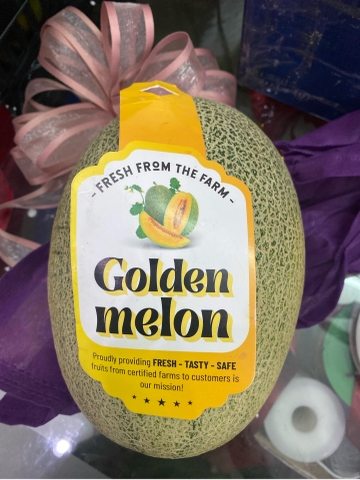 - FRESH FROM THE FARM -
Golden
melon
Proudly providing FRESH - TASTY - SAFE
fruits from certified farms to customers is
our mission!